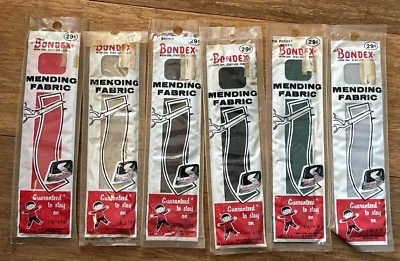 29¢
BONDEX
MENDING
FABRIC
Guaranteed
to stay
on.
29¢
BONDEX
MENDING
FABRIC
Guaranteed
to stay
on.
29¢
BONDEX
MENDING
FABRIC
Guaranteed
to stay
on.
29¢
BONDEX
MENDING
FABRIC
Guaranteed
to stay
on.
FOREST
29¢
BONDEX
MENDING
FABRIC
Guaranteed
to stay
on.
29¢
BONDEX
MENDING
FABRIC
Guaranteed
to stay
on.